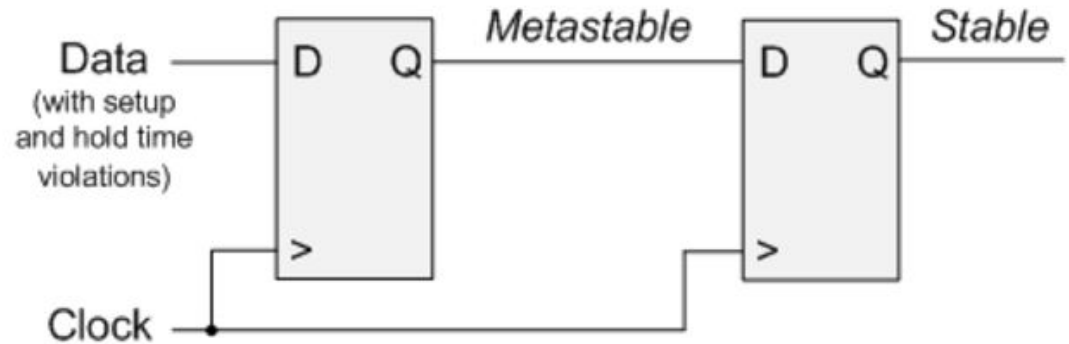 Data
(with setup
and hold time
violations)
D Q
>
Metastable
D Q
>
Stable
Clock